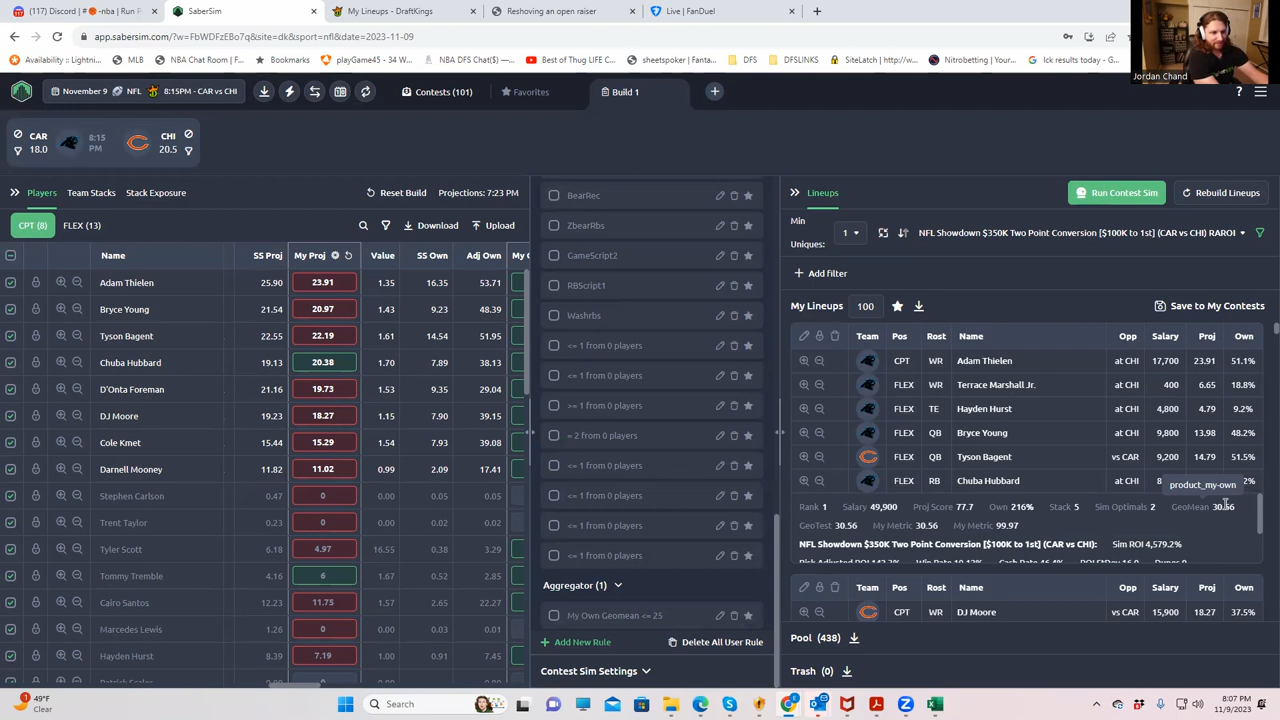 (117) Discord | # -nba | Run P
SaberSim
My Lineups - DraftKings
Reshoving an open raiser
Live | FanDuel
app.sabersim.com/?w=FbWDFzEBo7q&site=dk&sport=nfl&date=2023-11-09
Availability :: Lightnin
MLB
NBA Chat Room | F
Bookmarks
playGame45 - 34 W
Chat($)
Best of Thug LIFE C
sheetspoker | Fanta
DFS
DFSLINKS
SiteLatch | http://w
Nitrobetting | Your
Ick results today - G
Jordan Chand
November 9 NFL 8:15PM - CAR vs CHI
Contests (101)
Favorites
Build 1
CAR 18.0 8:15 PM CHI 20.5
Players Team Stacks Stack Exposure Reset Build Projections: 7:23 PM
CPT (8) FLEX (13) Download Upload
Name SS Proj My Proj Value SS Own Adj Own My C
Adam Thielen 25.90 23.91 1.35 16.35 53.71
Bryce Young 21.54 20.97 1.43 9.23 48.39
Tyson Bagent 22.55 22.19 1.61 14.54 51.95
Chuba Hubbard 19.13 20.38 1.70 7.89 38.13
D'Onta Foreman 21.16 19.73 1.53 9.35 29.04
DJ Moore 19.23 18.27 1.15 7.90 39.15
Cole Kmet 15.44 15.29 1.54 7.93 39.08
Darnell Mooney 11.82 11.02 0.99 2.09 17.41
Stephen Carlson 0.47 0 0 0.05 0
Trent Taylor 0.23 0 0 0.02 0
Tyler Scott 6.18 4.97 16.55 0.38 3.29
Tommy Tremble 4.16 6 1.67 0.52 2.85
Cairo Santos 12.23 11.75 1.57 2.65 22.27
Marcedes Lewis 1.26 0 0 0.03 0.01
Hayden Hurst 8.39 7.19 1.00 0.91 7.45
BearRec
ZbearRbs
GameScript2
RBScript1
Washrbs
<= 1 from 0 players
<= 1 from 0 players
>= 1 from 0 players
= 2 from 0 players
<= 1 from 0 players
<= 1 from 0 players
<= 1 from 0 players
<= 1 from 0 players
Aggregator (1)
My Own Geomean <= 25
Add New Rule Delete All User Rule
Contest Sim Settings
Lineups Run Contest Sim Rebuild Lineups
Min Uniques: 1 NFL Showdown $350K Two Point Conversion [$100K to 1st] (CAR vs CHI) RAROI
Add filter
My Lineups 100 Save to My Contests
Team Pos Rost Name Opp Salary Proj Own
CPT WR Adam Thielen at CHI 17,700 23.91 51.1%
FLEX WR Terrace Marshall Jr. at CHI 400 6.65 18.8%
FLEX TE Hayden Hurst at CHI 4,800 4.79 9.2%
FLEX QB Bryce Young at CHI 9,800 13.98 48.2%
FLEX QB Tyson Bagent vs CAR 9,200 14.79 51.5%
FLEX RB Chuba Hubbard at CHI 8
product_my-own
Rank 1 Salary 49,900 Proj Score 77.7 Own 216% Stack 5 Sim Optimals 2 GeoMean 30.56
GeoTest 30.56 My Metric 30.56 My Metric 99.97
NFL Showdown $350K Two Point Conversion [$100K to 1st] (CAR vs CHI): Sim ROI 4,579.2%
Team Pos Rost Name Opp Salary Proj Own
CPT WR DJ Moore vs CAR 15,900 18.27 37.5%
Pool (438)
Trash (0)
49°F
Clear
Search
8:07 PM
11/9/2023